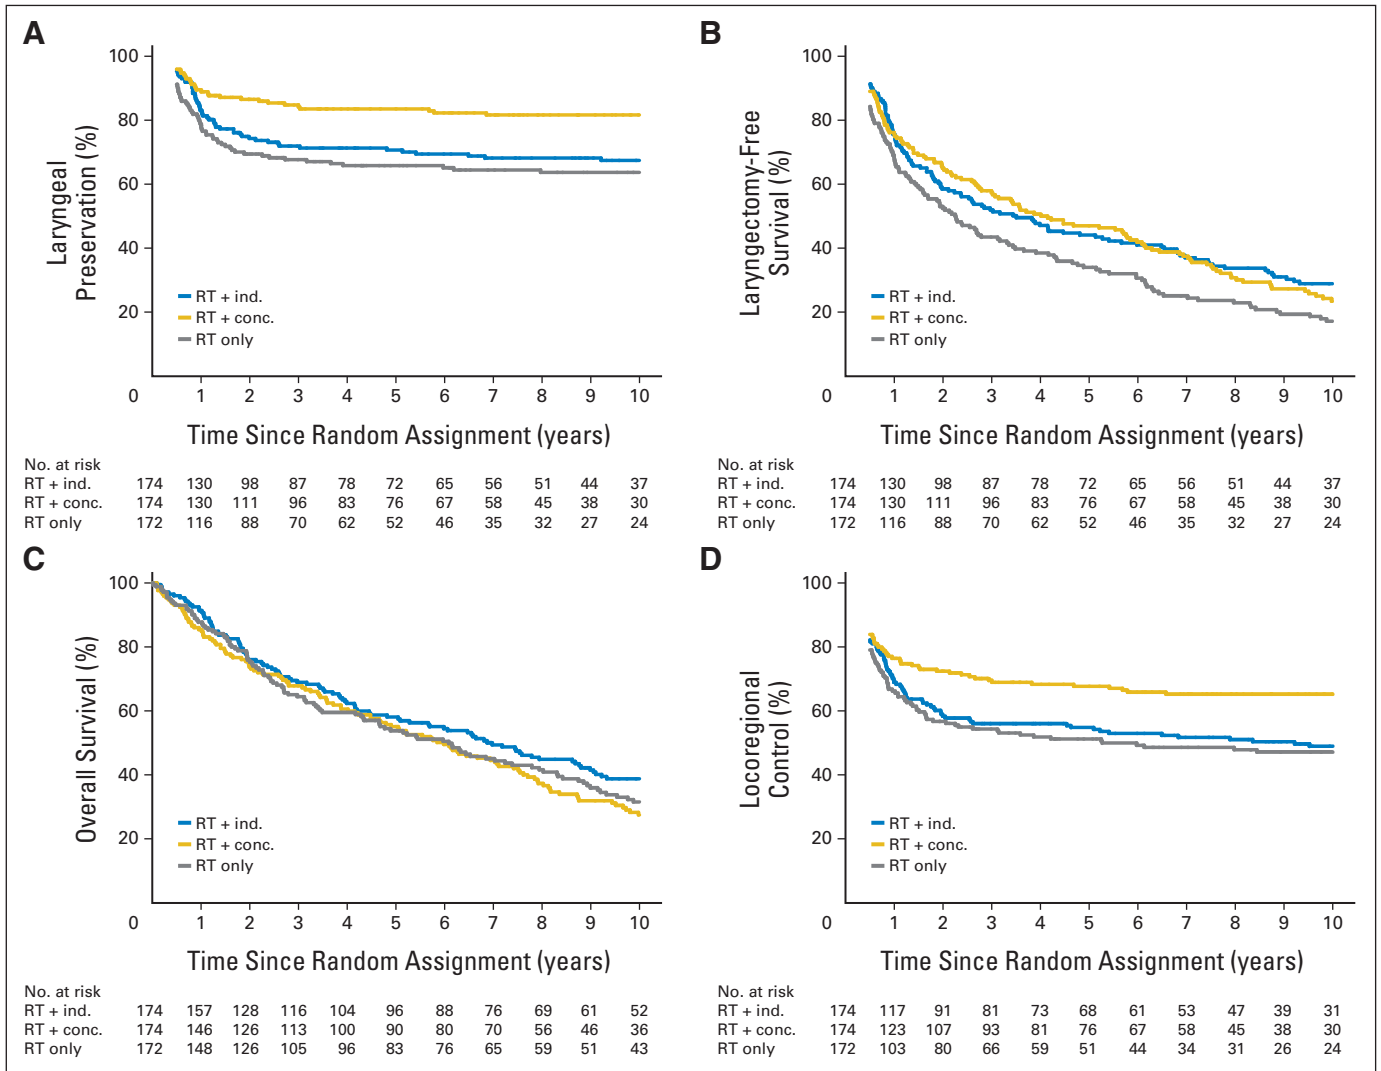 A
Laryngeal
Preservation (%)
100
80
60
40
20
RT + ind.
RT + conc.
RT only
0 1 2 3 4 5 6 7 8 9 10
Time Since Random Assignment (years)
No. at risk
RT + ind. 174 130 98 87 78 72 65 56 51 44 37
RT + conc. 174 130 111 96 83 76 67 58 45 38 30
RT only 172 116 88 70 62 52 46 35 32 27 24
B
Laryngectomy-Free
Survival (%)
100
80
60
40
20
RT + ind.
RT + conc.
RT only
0 1 2 3 4 5 6 7 8 9 10
Time Since Random Assignment (years)
No. at risk
RT + ind. 174 130 98 87 78 72 65 56 51 44 37
RT + conc. 174 130 111 96 83 76 67 58 45 38 30
RT only 172 116 88 70 62 52 46 35 32 27 24
C
Overall Survival (%)
100
80
60
40
20
RT + ind.
RT + conc.
RT only
0 1 2 3 4 5 6 7 8 9 10
Time Since Random Assignment (years)
No. at risk
RT + ind. 174 157 128 116 104 96 88 76 69 61 52
RT + conc. 174 146 126 113 100 90 80 70 56 46 36
RT only 172 148 126 105 96 83 76 65 59 51 43
D
Locoregional
Control (%)
100
80
60
40
20
RT + ind.
RT + conc.
RT only
0 1 2 3 4 5 6 7 8 9 10
Time Since Random Assignment (years)
No. at risk
RT + ind. 174 117 91 81 73 68 61 53 47 39 31
RT + conc. 174 123 107 93 81 76 67 58 45 38 30
RT only 172 103 80 66 59 51 44 34 31 26 24